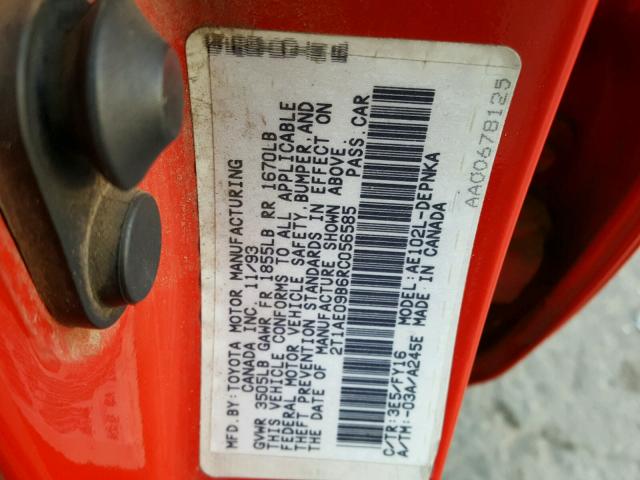 MFD.BY: TOYOTA MOTOR MANUFACTURING
CANADA INC. 11/93
GVWR 3505LB GAWR FR 1855LB RR 1670LB
THIS VEHICLE CONFORMS TO ALL APPLICABLE
FEDERAL MOTOR VEHICLE SAFETY, BUMPER, AND
THEFT PREVENTION STANDARDS IN EFFECT ON
THE DATE OF MANUFACTURE SHOWN ABOVE.
2T1AE09B6RC056585 PASS.CAR
C/TR: 3E5/FY16 MODEL: AE102L-DEPNKA
A/TM: -03A/A245E MADE IN CANADA
AA00678125